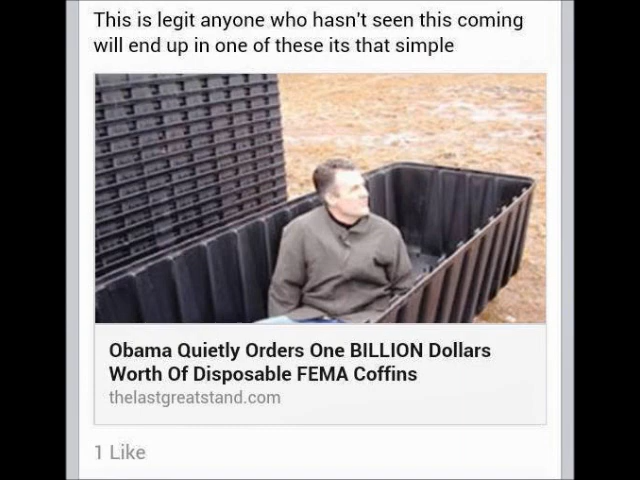 This is legit anyone who hasn't seen this coming
will end up in one of these its that simple
Obama Quietly Orders One BILLION Dollars
Worth Of Disposable FEMA Coffins
thelastgreatstand.com
1 Like